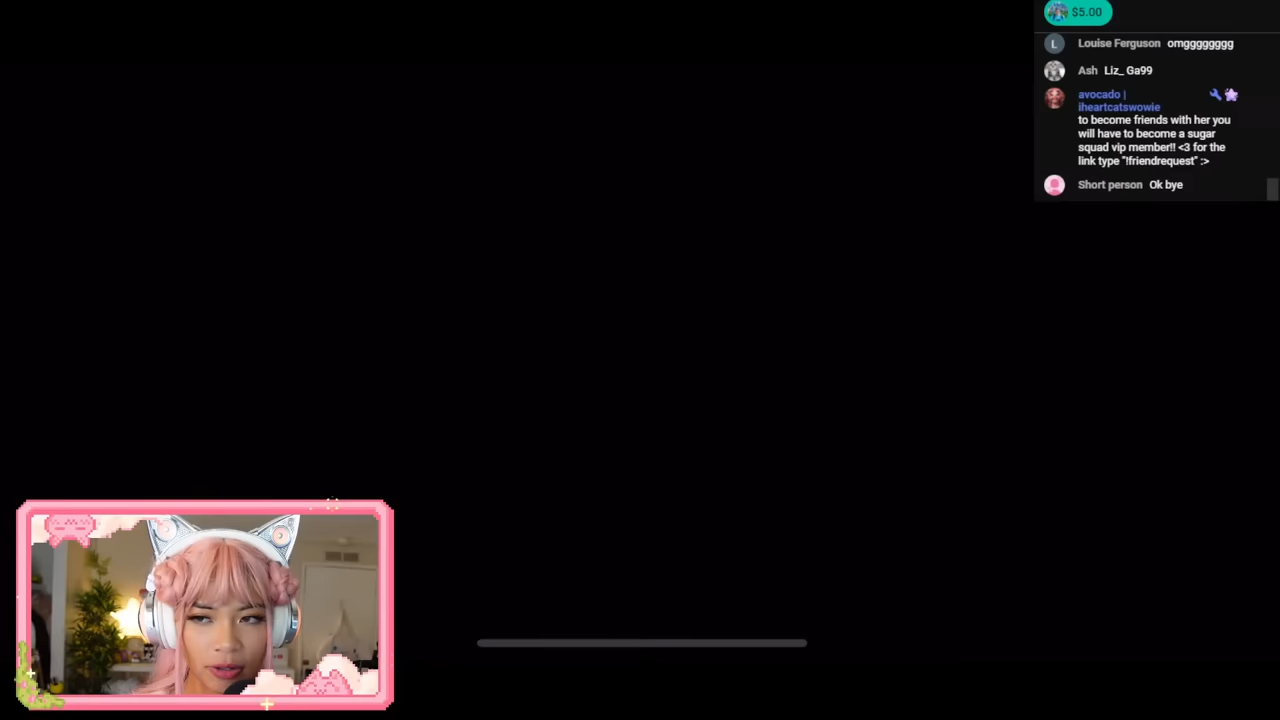 $5.00
Louise Ferguson omgggggggg
Ash Liz_ Ga99
avocado |
iheartcatswowie
to become friends with her you
will have to become a sugar
squad vip member!! <3 for the
link type "!friendrequest" :>
Short person Ok bye
L